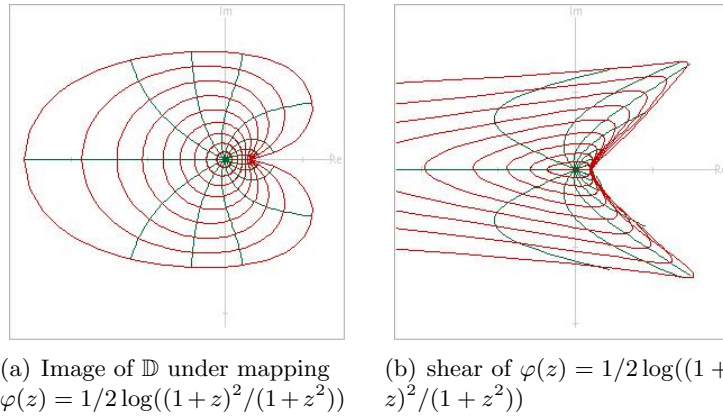 Im
Re
Im
R
(a) Image of 𝔻 under mapping
φ(z) = 1/2 log((1+z)²/(1+z²))
(b) shear of φ(z) = 1/2 log((1 +
z)²/(1 + z²))